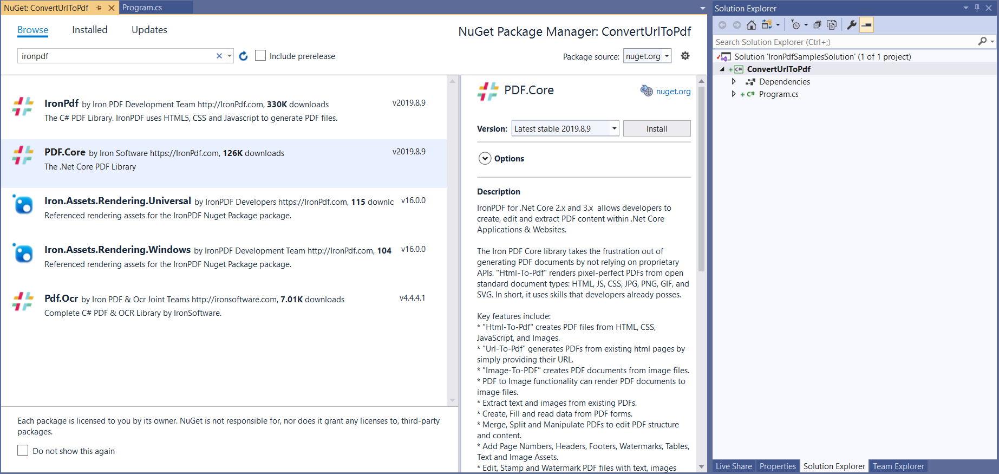 NuGet: ConvertUrlToPdf
Program.cs
Browse
Installed
Updates
NuGet Package Manager: ConvertUrlToPdf
ironpdf
Include prerelease
Package source: nuget.org
IronPdf by Iron PDF Development Team http://IronPdf.com, 330K downloads
v2019.8.9
The C# PDF Library. IronPDF uses HTML5, CSS and Javascript to generate PDF files.
PDF.Core by Iron Software https://IronPdf.com, 126K downloads
v2019.8.9
The .Net Core PDF Library
Iron.Assets.Rendering.Universal by IronPDF Developers https://IronPdf.com, 115 downlc
v16.0.0
Referenced rendering assets for the IronPDF Nuget Package package.
Iron.Assets.Rendering.Windows by IronPDF Development Team http://IronPdf.com, 104
v16.0.0
Referenced rendering assets for the IronPDF Nuget Package package.
Pdf.Ocr by Iron PDF & Ocr Joint Teams http://ironsoftware.com, 7.01K downloads
v4.4.4.1
Complete C# PDF & OCR Library by IronSoftware.
Each package is licensed to you by its owner. NuGet is not responsible for, nor does it grant any licenses to, third-party
packages.
Do not show this again
PDF.Core
nuget.org
Version:
Latest stable 2019.8.9
Install
Options
Description
IronPDF for .Net Core 2.x and 3.x  allows developers to
create, edit and extract PDF content within .Net Core
Applications & Websites.
The Iron PDF Core library takes the frustration out of
generating PDF documents by not relying on proprietary
APIs. "Html-To-Pdf" renders pixel-perfect PDFs from open
standard document types: HTML, JS, CSS, JPG, PNG, GIF, and
SVG. In short, it uses skills that developers already posses.
Key features include:
* "Html-To-Pdf" creates PDF files from HTML, CSS,
JavaScript, and Images.
* "Url-To-Pdf" generates PDFs from existing html pages by
simply providing their URL.
* "Image-To-PDF" creates PDF documents from image files.
* PDF to Image functionality can render PDF documents to
image files.
* Extract text and images from existing PDFs.
* Create, Fill and read data from PDF forms.
* Merge, Split and Manipulate PDFs to edit PDF structure
and content.
* Add Page Numbers, Headers, Footers, Watermarks, Tables,
Text and Image Assets.
* Edit, Stamp and Watermark PDF files with text, images
Solution Explorer
Search Solution Explorer (Ctrl+;)
Solution 'IronPdfSamplesSolution' (1 of 1 project)
C# ConvertUrlToPdf
Dependencies
C# Program.cs
Live Share
Properties
Solution Explorer
Team Explorer